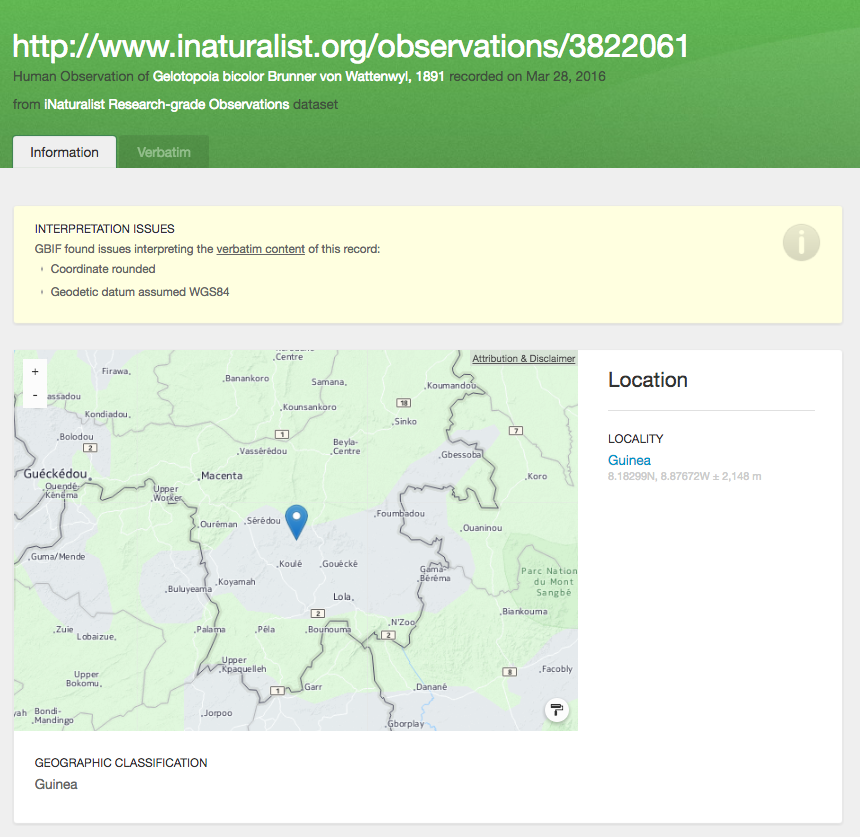 http://www.inaturalist.org/observations/3822061
Human Observation of Gelotopoia bicolor Brunner von Wattenwyl, 1891 recorded on Mar 28, 2016
from iNaturalist Research-grade Observations dataset
Information
Verbatim
INTERPRETATION ISSUES
GBIF found issues interpreting the verbatim content of this record:
Coordinate rounded
Geodetic datum assumed WGS84
i
+
-
Attribution & Disclaimer
Centre
Firawa
Banankoro
Samana
Koumandou
assadou
Kondiadou
Kounsankoro
18
Sinko
Bolodou
2
1
7
Vassérédou
Beyla-
Centre
Gbessoba
Guéckédou
Macenta
Koro
Ouendé-
Kénéma
Upper
Worker
Ourêman
Sérédou
Foumbadou
Ouaninou
Guma/Mende
Koulé
Gouécké
Gama-
Bêrêma
Parc Nation
du Mont
Sangbé
Buluyeama
Koyamah
Lola
2
Biankouma
Zuie
Lobaizue
Palama
Pêla
Bounouma
N'Zoo
2
Upper
Kpaquelleh
Upper
Bokomu
1
Garr
Danané
8
Facobly
yah
Bondi-
Mandingo
Jorpoo
Gborplay
Location
LOCALITY
Guinea
8.18299N, 8.87672W ± 2,148 m
GEOGRAPHIC CLASSIFICATION
Guinea